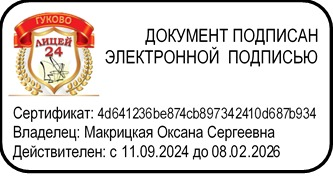 ГУКОВО
ЛИЦЕЙ
24
ДОКУМЕНТ ПОДПИСАН
ЭЛЕКТРОННОЙ ПОДПИСЬЮ
Сертификат: 4d641236be874cb897342410d687b934
Владелец: Макрицкая Оксана Сергеевна
Действителен: с 11.09.2024 до 08.02.2026